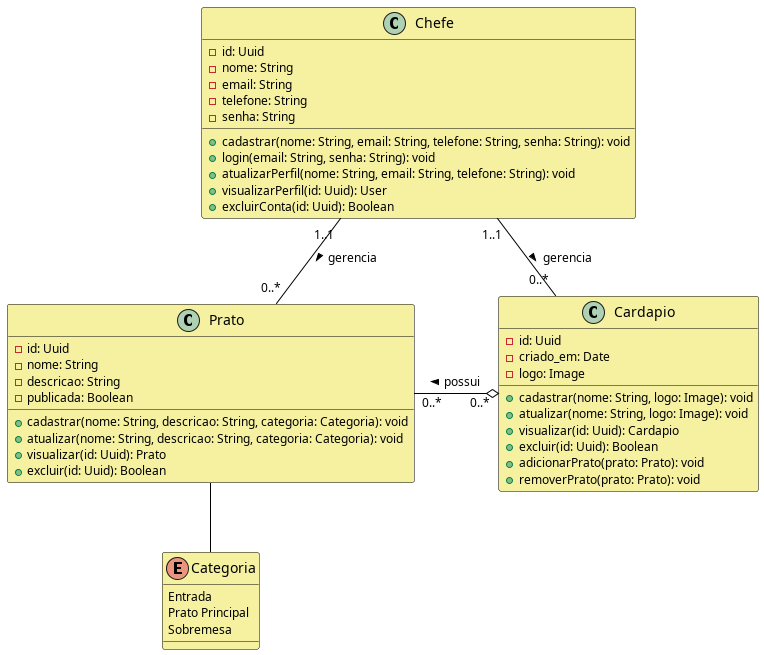 C Chefe
id: Uuid
nome: String
email: String
telefone: String
senha: String
cadastrar(nome: String, email: String, telefone: String, senha: String): void
login(email: String, senha: String): void
atualizarPerfil(nome: String, email: String, telefone: String): void
visualizarPerfil(id: Uuid): User
excluirConta(id: Uuid): Boolean
1..1
gerencia
0..*
1..1
gerencia
0..*
C Prato
id: Uuid
nome: String
descricao: String
publicada: Boolean
cadastrar(nome: String, descricao: String, categoria: Categoria): void
atualizar(nome: String, descricao: String, categoria: Categoria): void
visualizar(id: Uuid): Prato
excluir(id: Uuid): Boolean
possui
0..*
0..*
C Cardapio
id: Uuid
criado_em: Date
logo: Image
cadastrar(nome: String, logo: Image): void
atualizar(nome: String, logo: Image): void
visualizar(id: Uuid): Cardapio
excluir(id: Uuid): Boolean
adicionarPrato(prato: Prato): void
removerPrato(prato: Prato): void
E Categoria
Entrada
Prato Principal
Sobremesa